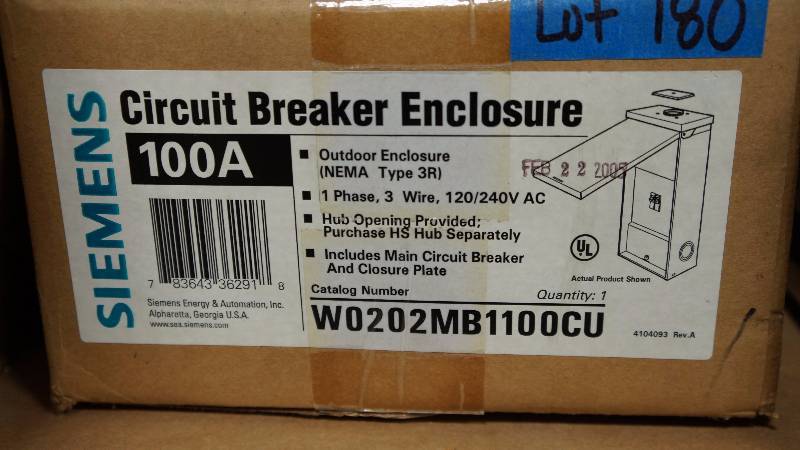 Lot 180
SIEMENS
Circuit Breaker Enclosure
100A
■ Outdoor Enclosure
(NEMA Type 3R)
■ 1 Phase, 3 Wire, 120/240V AC
■ Hub Opening Provided;
Purchase HS Hub Separately
■ Includes Main Circuit Breaker
And Closure Plate
FEB 22 2005
UL
Actual Product Shown
7 83643 36291 8
Siemens Energy & Automation, Inc.
Alpharetta, Georgia U.S.A.
www.sea.siemens.com
Catalog Number
Quantity: 1
W0202MB1100CU
4104093 Rev.A